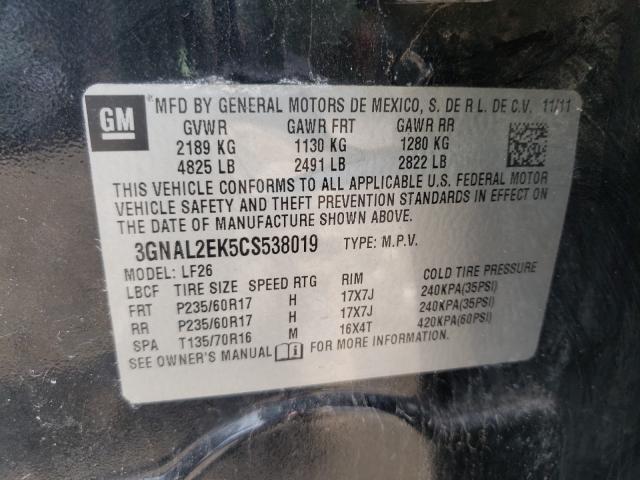 GM
MFD BY GENERAL MOTORS DE MEXICO, S. DE R L. DE C.V. 11/11
GVWR GAWR FRT GAWR RR
2189 KG 1130 KG 1280 KG
4825 LB 2491 LB 2822 LB
THIS VEHICLE CONFORMS TO ALL APPLICABLE U.S. FEDERAL MOTOR
VEHICLE SAFETY AND THEFT PREVENTION STANDARDS IN EFFECT ON
THE DATE OF MANUFACTURE SHOWN ABOVE.
3GNAL2EK5CS538019 TYPE: M.P.V.
MODEL: LF26
LBCF TIRE SIZE SPEED RTG RIM COLD TIRE PRESSURE
FRT P235/60R17 H 17X7J 240KPA(35PSI)
RR P235/60R17 H 17X7J 240KPA(35PSI)
SPA T135/70R16 M 16X4T 420KPA(60PSI)
SEE OWNER'S MANUAL FOR MORE INFORMATION.